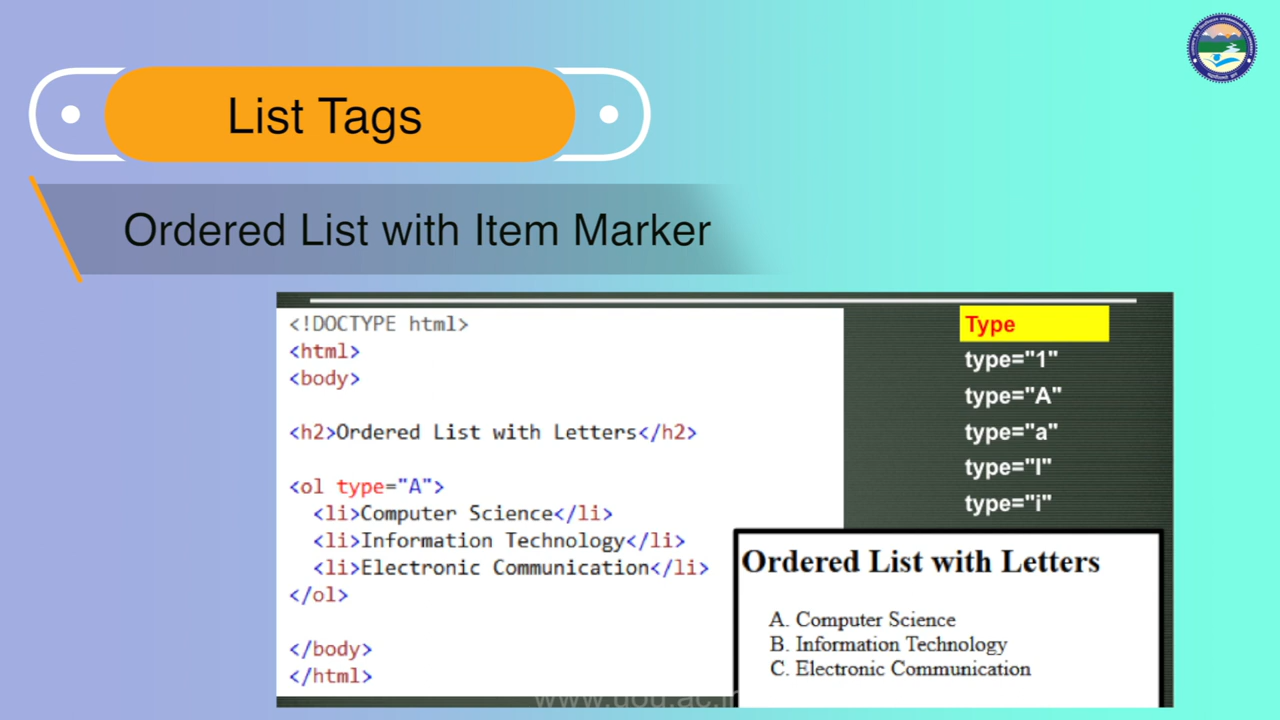 List Tags
Ordered List with Item Marker
<!DOCTYPE html>
<html>
<body>
<h2>Ordered List with Letters</h2>
<ol type="A">
<li>Computer Science</li>
<li>Information Technology</li>
<li>Electronic Communication</li>
</ol>
</body>
</html>
Type
type="1"
type="A"
type="a"
type="I"
type="i"
Ordered List with Letters
A. Computer Science
B. Information Technology
C. Electronic Communication